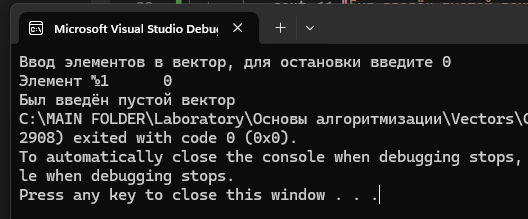 Microsoft Visual Studio Debu
Ввод элементов в вектор, для остановки введите 0
Элемент №1 0
Был введён пустой вектор
C:\MAIN FOLDER\Laboratory\Основы алгоритмизации\Vectors\
2908) exited with code 0 (0x0).
To automatically close the console when debugging stops,
le when debugging stops.
Press any key to close this window . . .